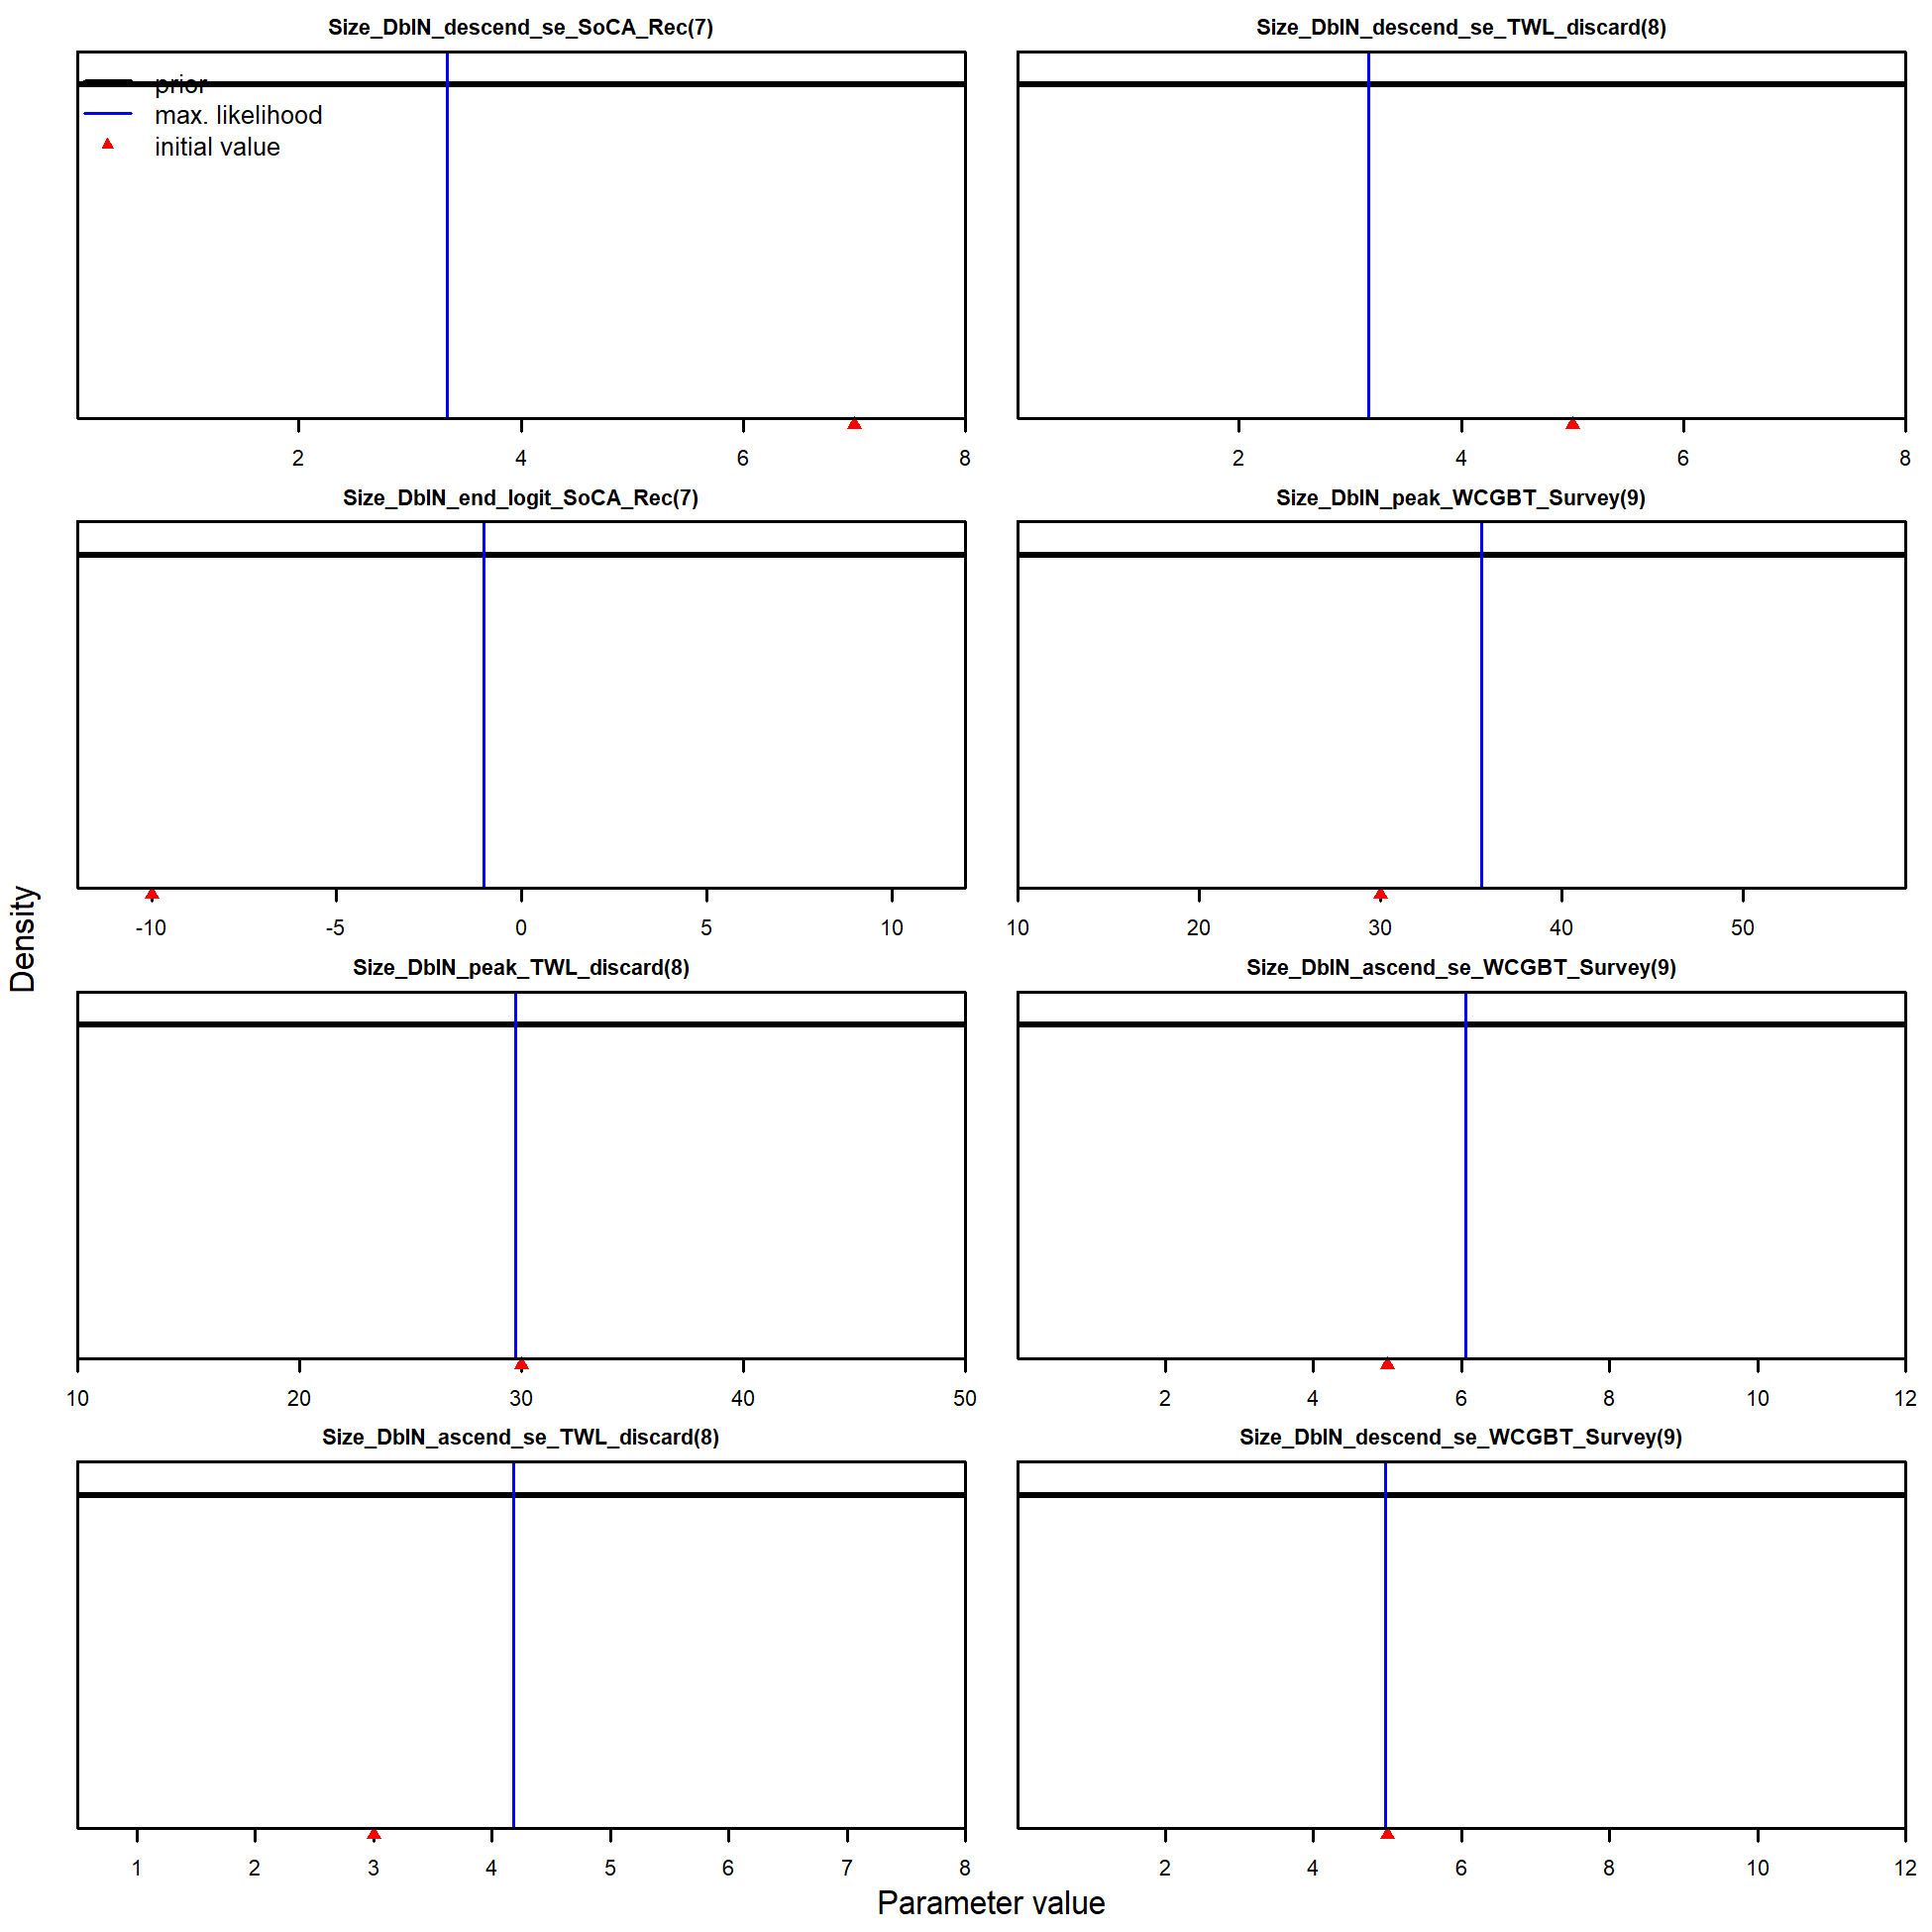 Size_DblN_descend_se_SoCA_Rec(7)
prior
max. likelihood
initial value
2 4 6 8
Size_DblN_descend_se_TWL_discard(8)
2 4 6 8
Size_DblN_end_logit_SoCA_Rec(7)
-10 -5 0 5 10
Size_DblN_peak_WCGBT_Survey(9)
10 20 30 40 50
Size_DblN_peak_TWL_discard(8)
10 20 30 40 50
Size_DblN_ascend_se_WCGBT_Survey(9)
2 4 6 8 10 12
Size_DblN_ascend_se_TWL_discard(8)
1 2 3 4 5 6 7 8
Size_DblN_descend_se_WCGBT_Survey(9)
2 4 6 8 10 12
Density
Parameter value